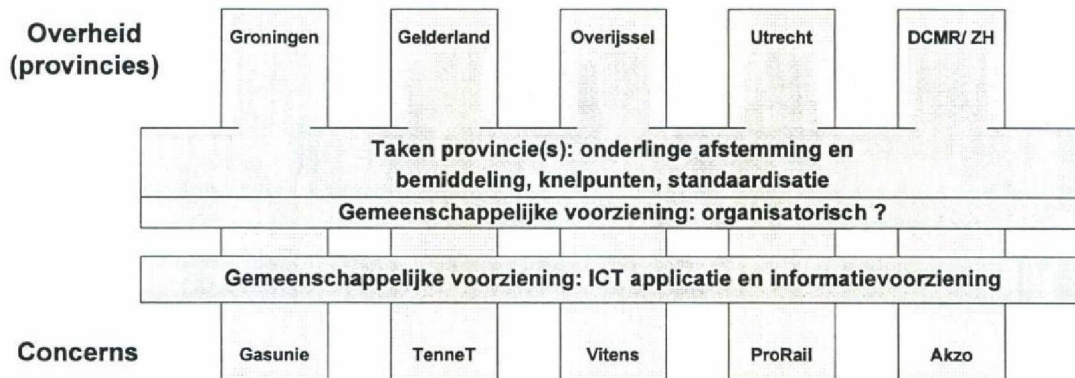 Overheid
(provincies)
Groningen
Gelderland
Overijssel
Utrecht
DCMR/ ZH
Taken provincie(s): onderlinge afstemming en
bemiddeling, knelpunten, standaardisatie
Gemeenschappelijke voorziening: organisatorisch ?
Gemeenschappelijke voorziening: ICT applicatie en informatievoorziening
Concerns
Gasunie
TenneT
Vitens
ProRail
Akzo